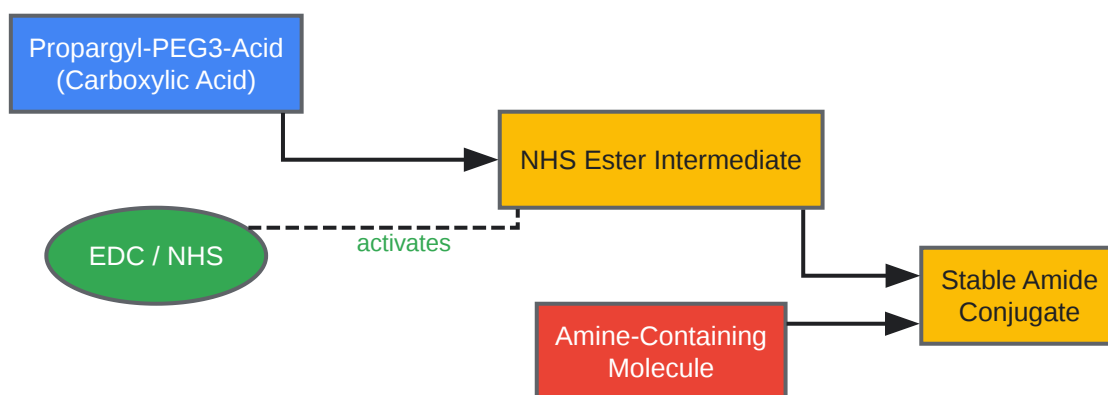 Propargyl-PEG3-Acid
(Carboxylic Acid)
NHS Ester Intermediate
EDC / NHS
activates
Stable Amide
Conjugate
Amine-Containing
Molecule